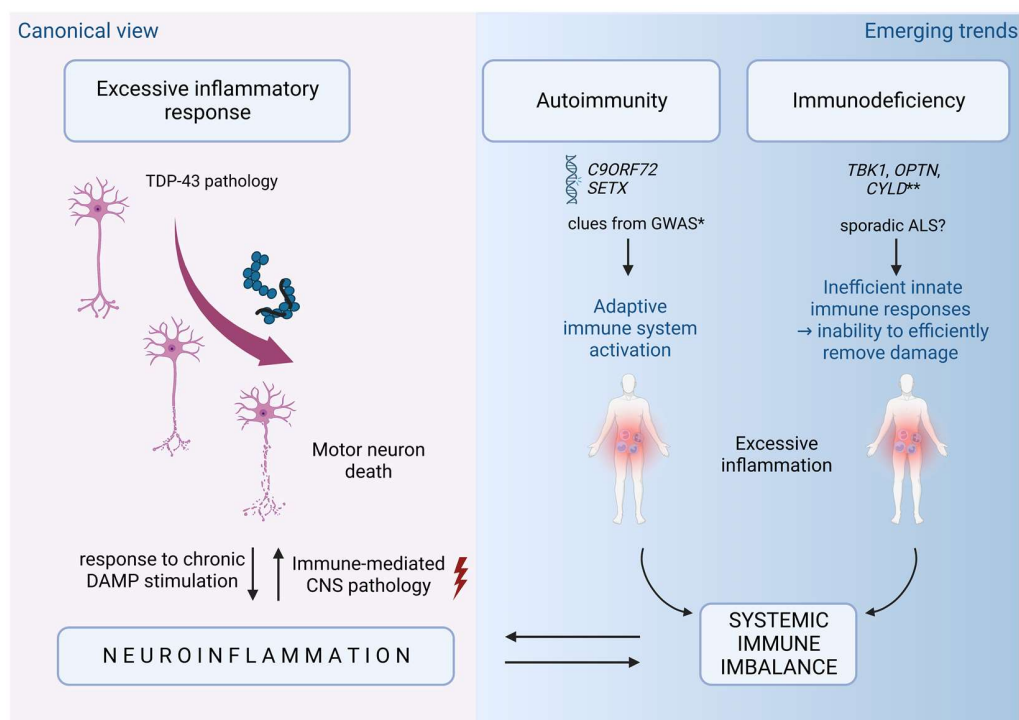 Canonical view
Emerging trends
Excessive inflammatory
response
Autoimmunity
Immunodeficiency
TDP-43 pathology
C9ORF72
SETX
clues from GWAS*
TBK1, OPTN,
CYLD**
sporadic ALS?
Adaptive
immune system
activation
Inefficient innate
immune responses
→ inability to efficiently
remove damage
Motor neuron
death
Excessive
inflammation
response to chronic
DAMP stimulation
Immune-mediated
CNS pathology
NEUROINFLAMMATION
SYSTEMIC
IMMUNE
IMBALANCE